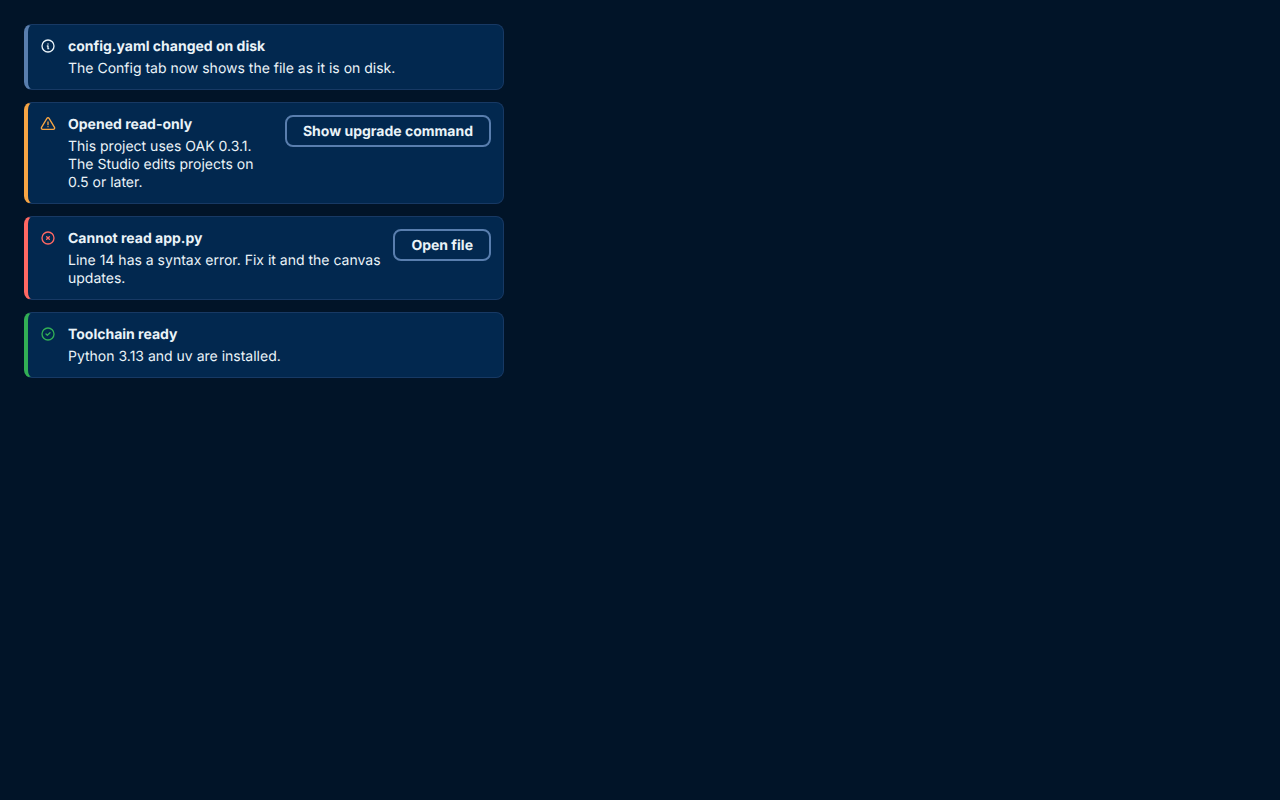 config.yaml changed on disk
The Config tab now shows the file as it is on disk.
Opened read-only
Show upgrade command
This project uses OAK 0.3.1.
The Studio edits projects on
0.5 or later.
Cannot read app.py
Open file
Line 14 has a syntax error. Fix it and the canvas
updates.
Toolchain ready
Python 3.13 and uv are installed.